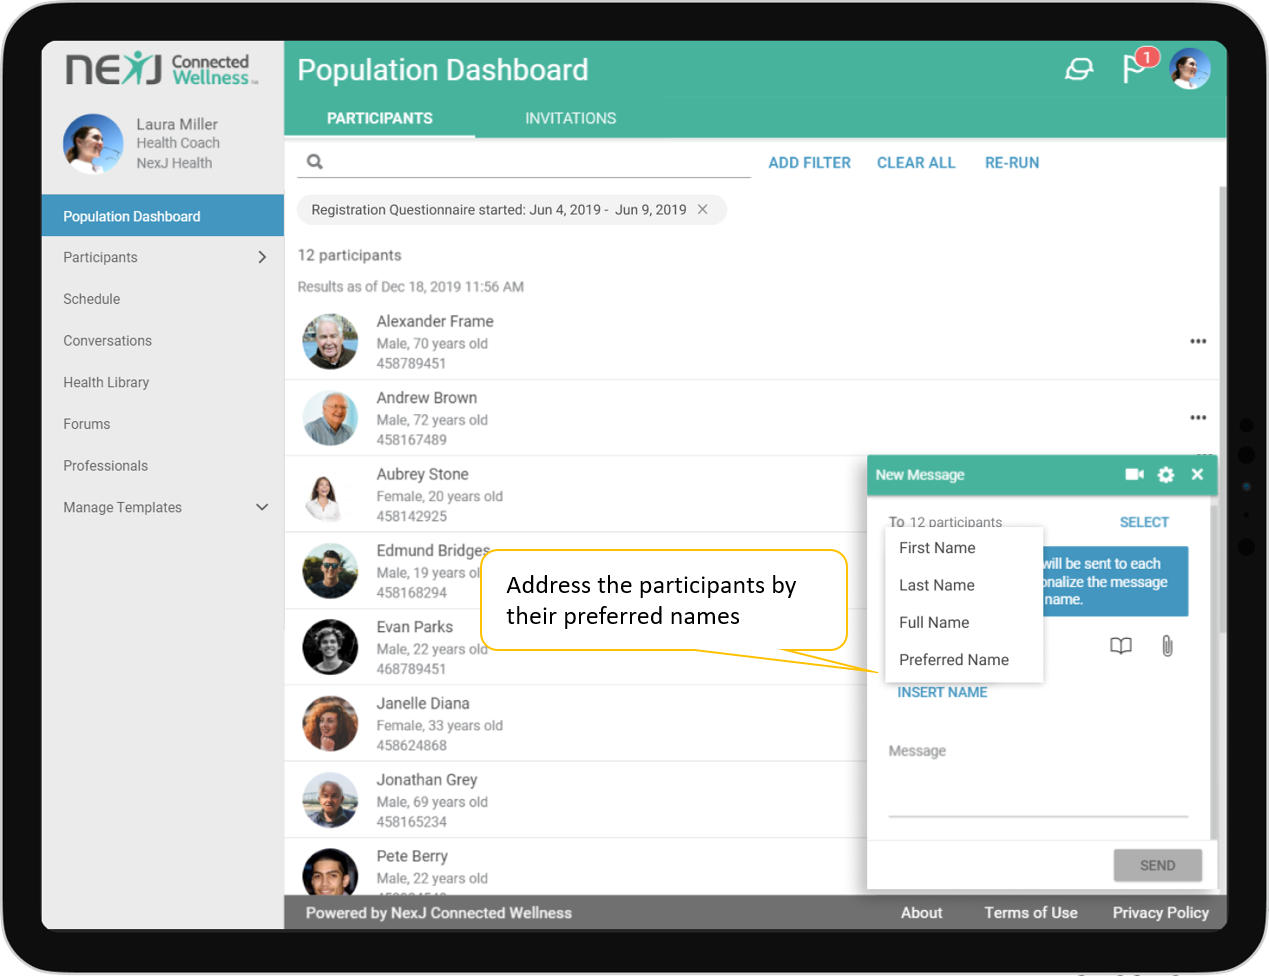 NEXJ Connected Wellness
Laura Miller
Health Coach
NexJ Health
Population Dashboard
Participants
Schedule
Conversations
Health Library
Forums
Professionals
Manage Templates
Population Dashboard
1
PARTICIPANTS
INVITATIONS
ADD FILTER
CLEAR ALL
RE-RUN
Registration Questionnaire started: Jun 4, 2019 - Jun 9, 2019
12 participants
Results as of Dec 18, 2019 11:56 AM
Alexander Frame
Male, 70 years old
458789451
Andrew Brown
Male, 72 years old
458167489
Aubrey Stone
Female, 20 years old
458142925
Edmund Bridges
Male, 19 years ol
458168294
Evan Parks
Male, 22 years old
468789451
Janelle Diana
Female, 33 years old
458624868
Jonathan Grey
Male, 69 years old
458165234
Pete Berry
Male, 22 years old
Address the participants by
their preferred names
New Message
To 12 participants
SELECT
will be sent to each
onalize the message
name.
First Name
Last Name
Full Name
Preferred Name
INSERT NAME
Message
SEND
Powered by NexJ Connected Wellness
About
Terms of Use
Privacy Policy